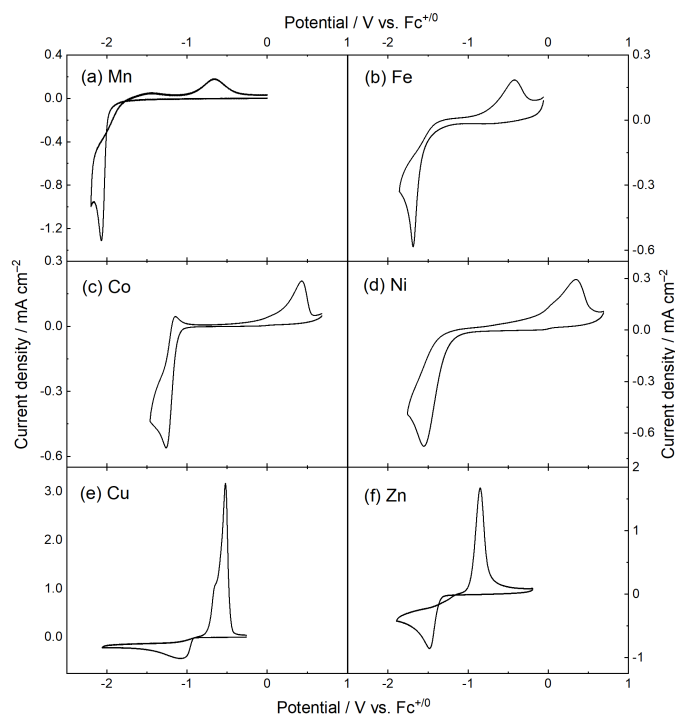 Potential / V vs. Fc⁺/⁰
-2 -1 0 1
0.4 (a) Mn (b) Fe 0.3
0.0 0.0
-0.4
-0.8 -0.3
-1.2 -0.6
0.3 (c) Co (d) Ni 0.3
0.0 0.0
-0.3 -0.3
-0.6 -0.6
Current density / mA cm⁻²
Current density / mA cm⁻²
(e) Cu (f) Zn 2
3.0
2.0 1
1.0 0
0.0 -1
-2 -1 0 1 -2 -1 0 1
Potential / V vs. Fc⁺/⁰